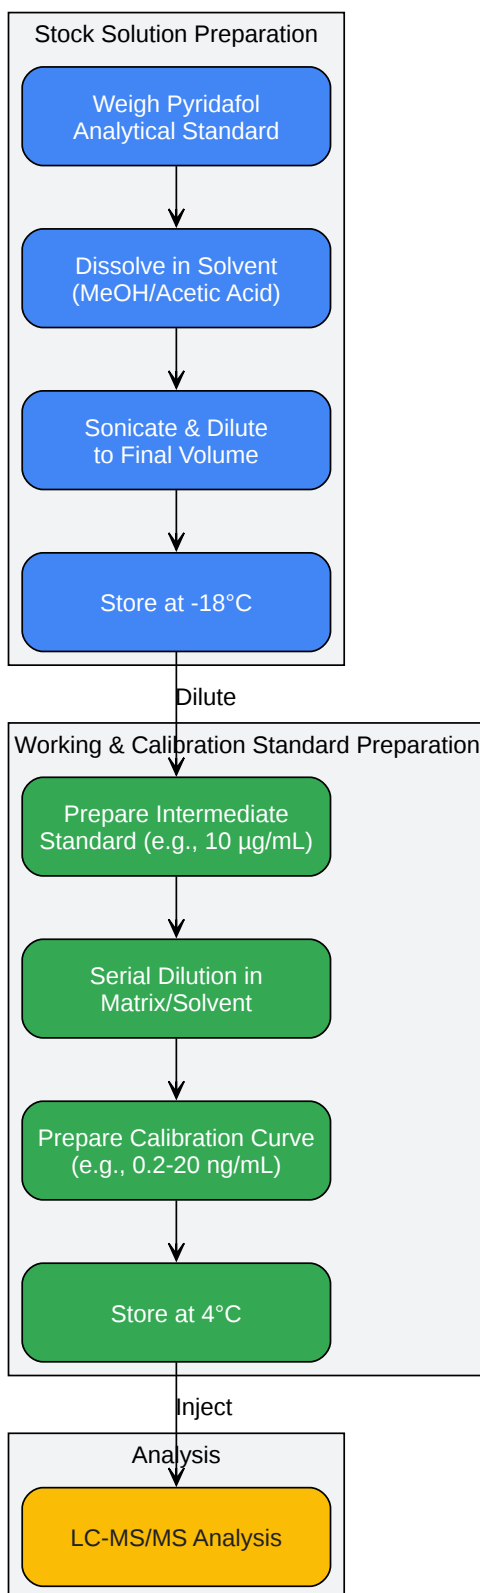 Stock Solution Preparation
Weigh Pyridafol
Analytical Standard
Dissolve in Solvent
(MeOH/Acetic Acid)
Sonicate & Dilute
to Final Volume
Store at -18°C
Dilute
Working & Calibration Standard Preparation
Prepare Intermediate
Standard (e.g., 10 µg/mL)
Serial Dilution in
Matrix/Solvent
Prepare Calibration Curve
(e.g., 0.2-20 ng/mL)
Store at 4°C
Inject
Analysis
LC-MS/MS Analysis